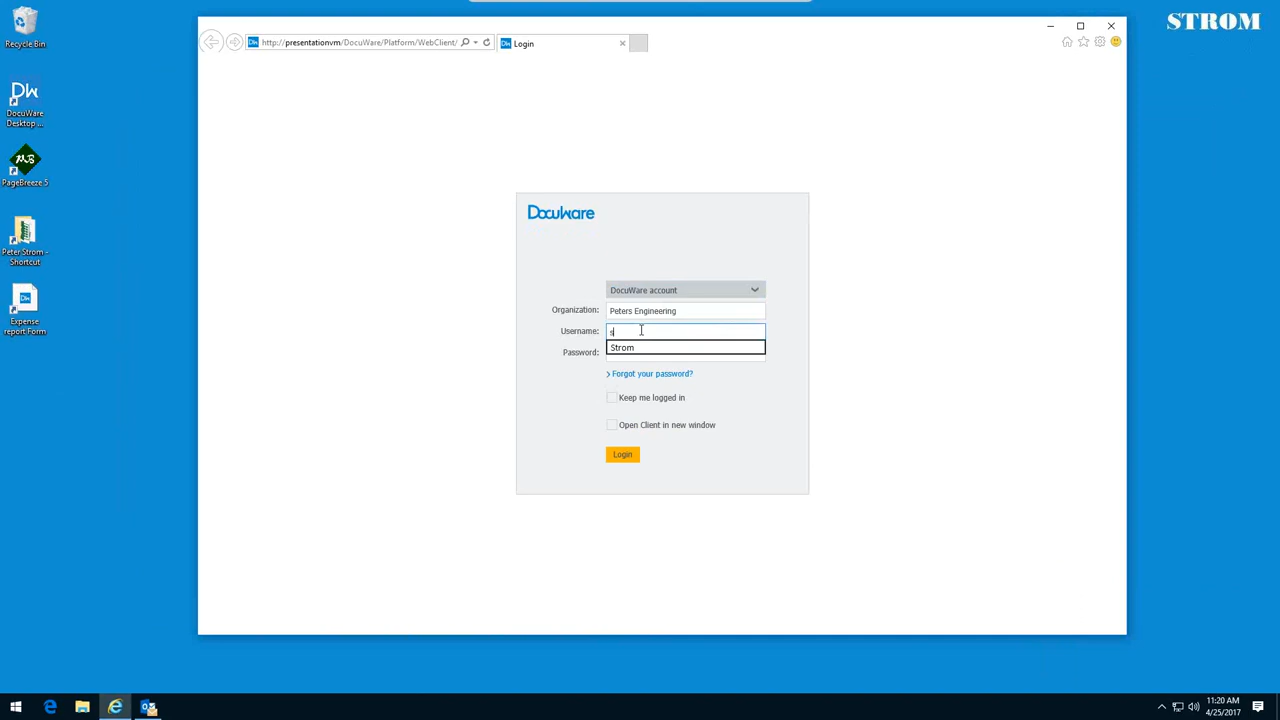 STROM
Recycle Bin
http://presentationvm/DocuWare/Platform/WebClient/
Login
DocuWare
Desktop ...
PageBreeze 5
Peter Strom -
Shortcut
Expense
report Form
DocuWare
DocuWare account
Organization: Peters Engineering
Username: s
Strom
Password:
Forgot your password?
Keep me logged in
Open Client in new window
Login
11:20 AM
4/25/2017